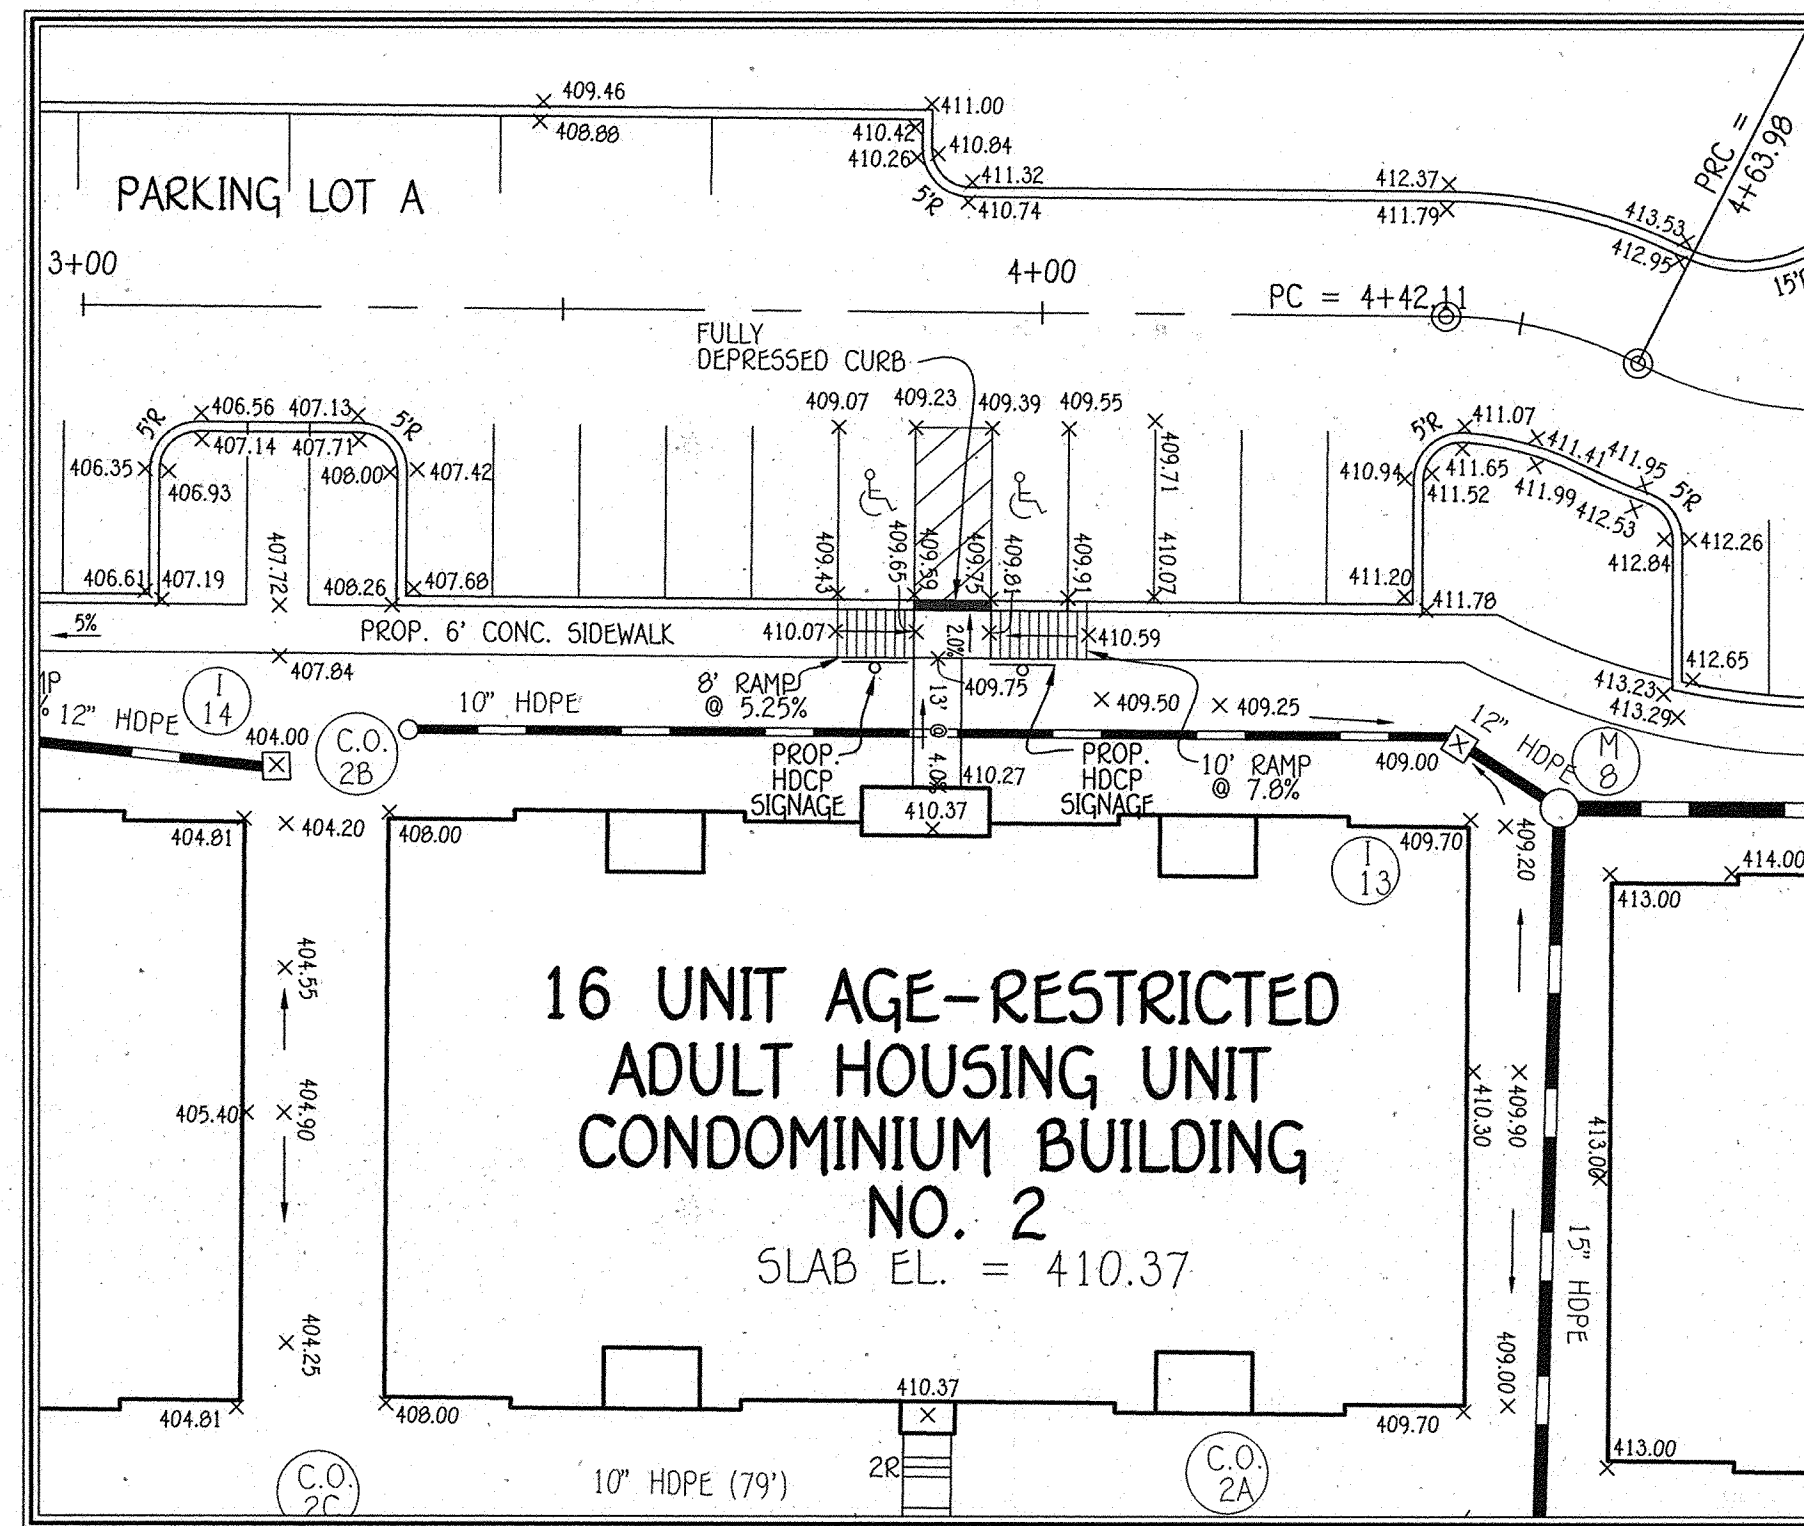 409.46
408.88
411.00
410.42
410.84
410.26
411.32
5'R
410.74
412.37
411.79
413.53
412.95
PRC =
4+63.98
15'R
PARKING LOT A
3+00
4+00
PC = 4+42.11
FULLY
DEPRESSED CURB
409.07
409.23
409.39
409.55
409.71
5'R
406.56
407.13
5'R
407.14
407.71
406.35
406.93
408.00
407.42
5'R
411.07
411.41
411.95
5'R
410.94
411.65
411.52
411.99
412.53
412.26
412.84
407.72
406.61
407.19
408.26
407.68
409.43
409.65
409.59
409.75
409.81
409.91
410.07
411.20
411.78
5%
PROP. 6' CONC. SIDEWALK
410.07
2.0%
410.59
407.84
412.65
413.23
413.29
I
14
12" HDPE
10" HDPE
8' RAMP
@ 5.25%
409.75
409.50
409.25
12" HDPE
M
8
404.00
C.O.
2B
13' @ 4.0%
PROP.
HDCP
SIGNAGE
410.27
PROP.
HDCP
SIGNAGE
10' RAMP
@ 7.8%
409.00
410.37
404.81
404.20
408.00
409.70
409.20
I
13
414.00
413.00
404.55
16 UNIT AGE-RESTRICTED
ADULT HOUSING UNIT
CONDOMINIUM BUILDING
NO. 2
SLAB EL. = 410.37
405.40
404.90
410.30
409.90
413.00
15" HDPE
404.25
409.00
404.81
408.00
410.37
409.70
413.00
C.O.
2C
10" HDPE (79')
2R
C.O.
2A